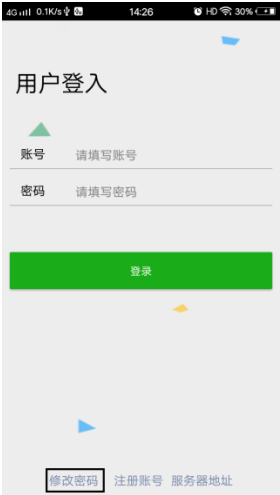 4G 0.1K/s 14:26 HD 30%
用户登入
账号 请填写账号
密码 请填写密码
登录
修改密码 注册账号 服务器地址